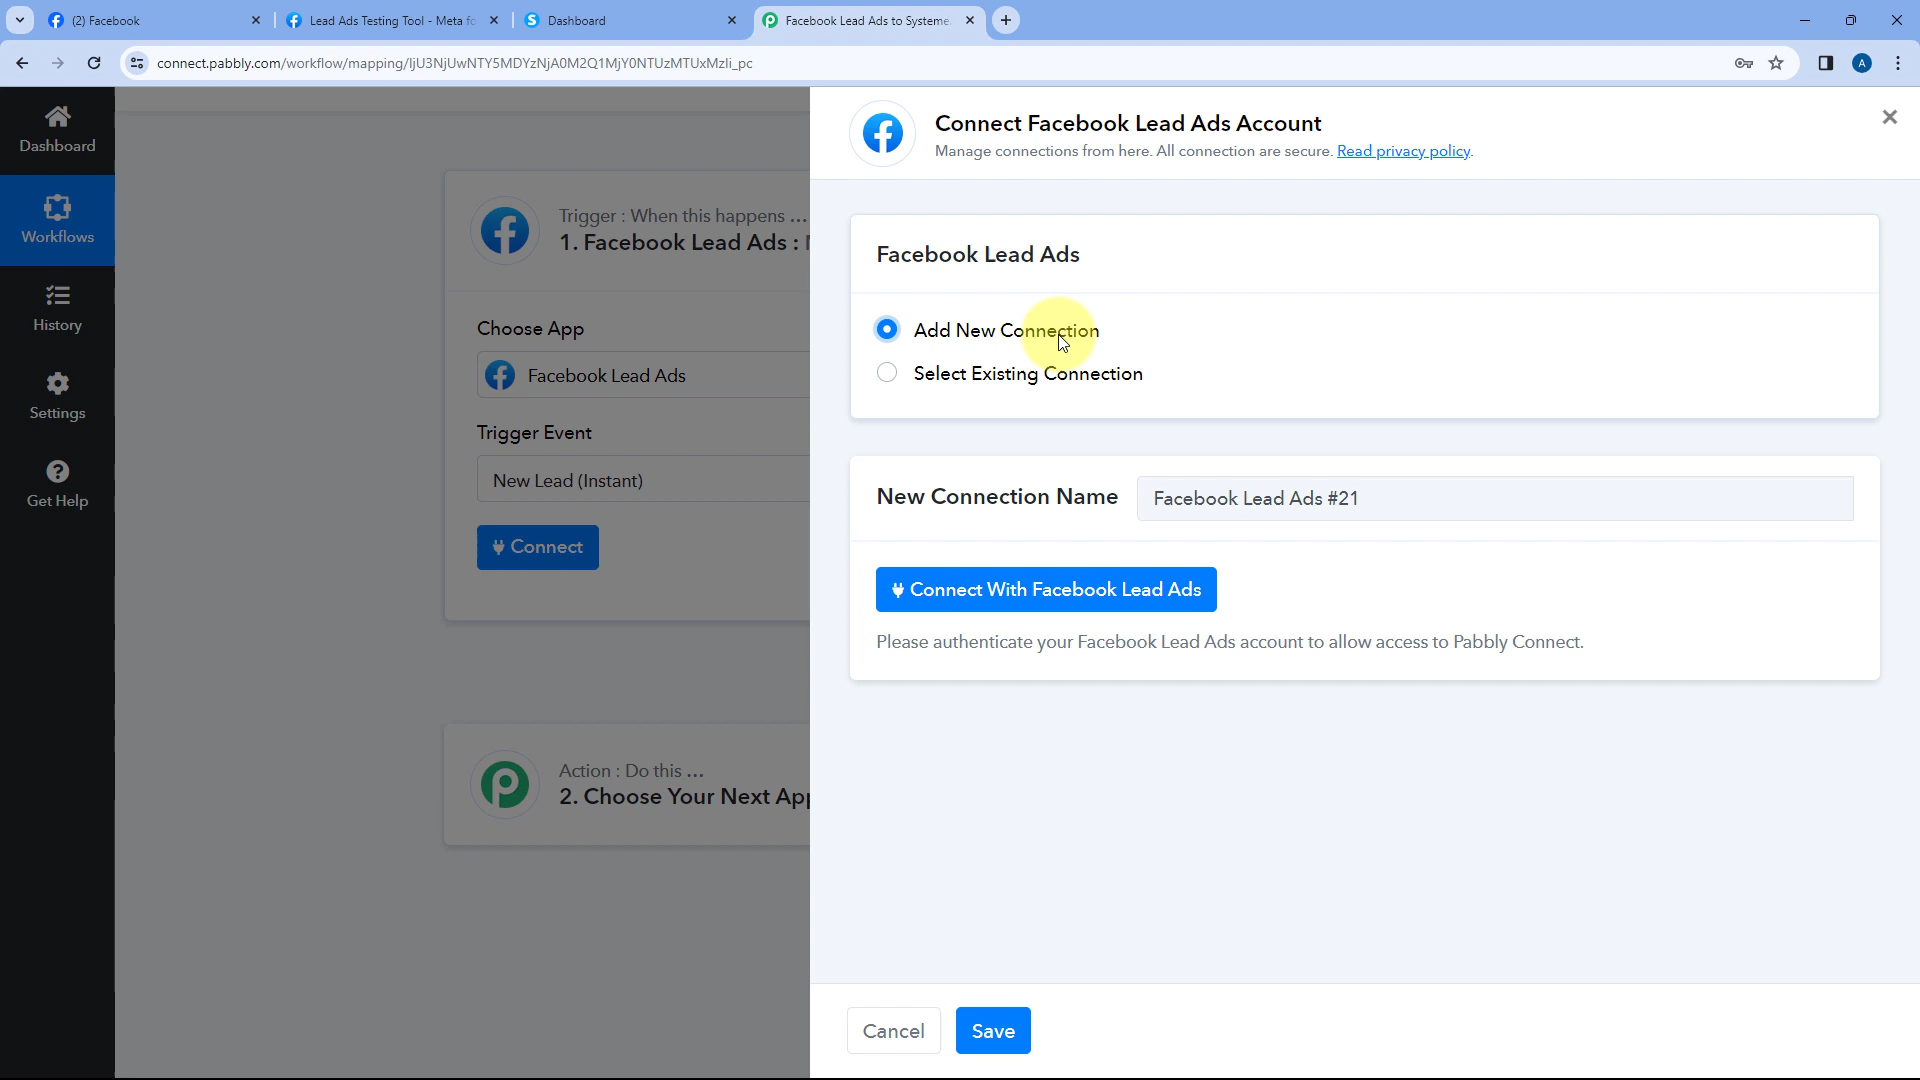 (2) Facebook
Lead Ads Testing Tool - Meta fo
Dashboard
Facebook Lead Ads to Systeme.
connect.pabbly.com/workflow/mapping/IjU3NjUwNTY5MDYzNjA0M2Q1MjY0NTUzMTUxMzIi_pc
A
Dashboard
Workflows
History
Settings
Get Help
Trigger : When this happens ...
1. Facebook Lead Ads :
Choose App
Facebook Lead Ads
Trigger Event
New Lead (Instant)
Connect
Action : Do this ...
2. Choose Your Next App
Connect Facebook Lead Ads Account
Manage connections from here. All connection are secure. Read privacy policy.
Facebook Lead Ads
Add New Connection
Select Existing Connection
New Connection Name
Facebook Lead Ads #21
Connect With Facebook Lead Ads
Please authenticate your Facebook Lead Ads account to allow access to Pabbly Connect.
Cancel
Save